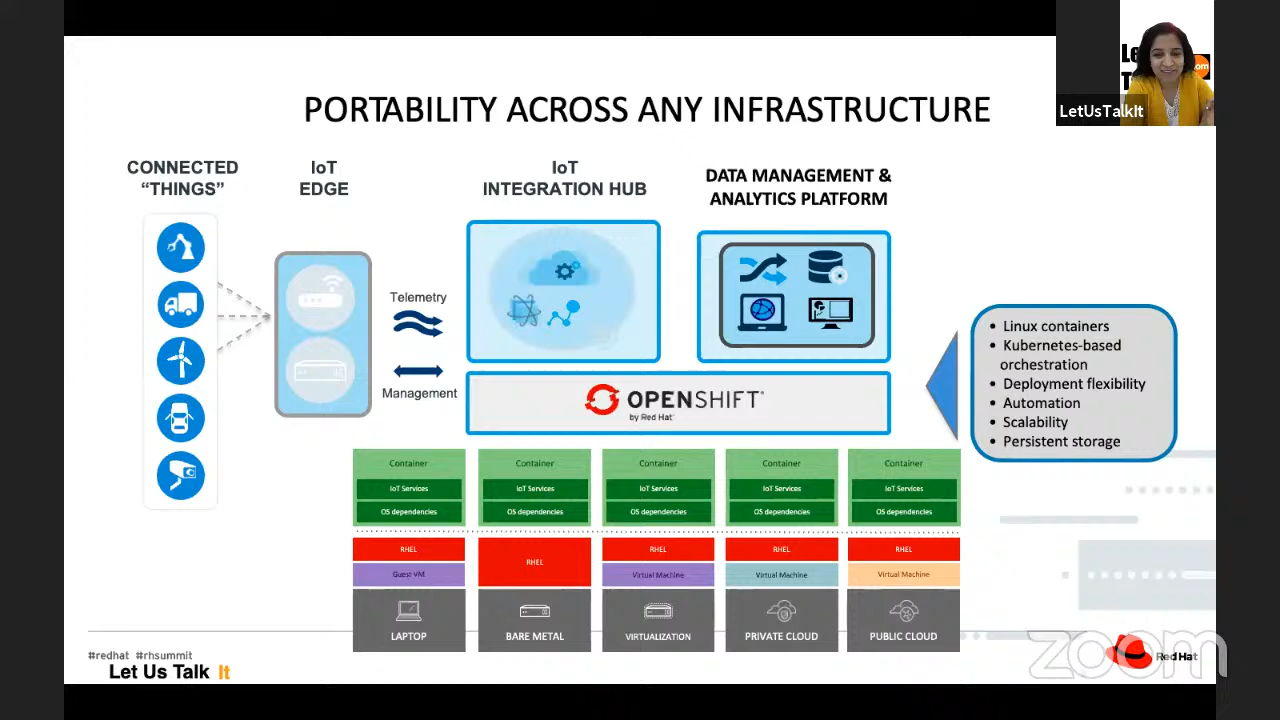 PORTABILITY ACROSS ANY INFRASTRUCTURE
LetUsTalkIt
CONNECTED
“THINGS”
IoT
EDGE
IoT
INTEGRATION HUB
DATA MANAGEMENT &
ANALYTICS PLATFORM
Telemetry
Management
OPENSHIFT
by Red Hat
• Linux containers
• Kubernetes-based
orchestration
• Deployment flexibility
• Automation
• Scalability
• Persistent storage
Container
IoT Services
OS dependencies
Container
IoT Services
OS dependencies
Container
IoT Services
OS dependencies
Container
IoT Services
OS dependencies
Container
IoT Services
OS dependencies
RHEL
Guest VM
LAPTOP
RHEL
BARE METAL
RHEL
Virtual Machine
VIRTUALIZATION
RHEL
Virtual Machine
PRIVATE CLOUD
RHEL
Virtual Machine
PUBLIC CLOUD
#redhat #rhsummit
Let Us Talk It
zoom
Red Hat